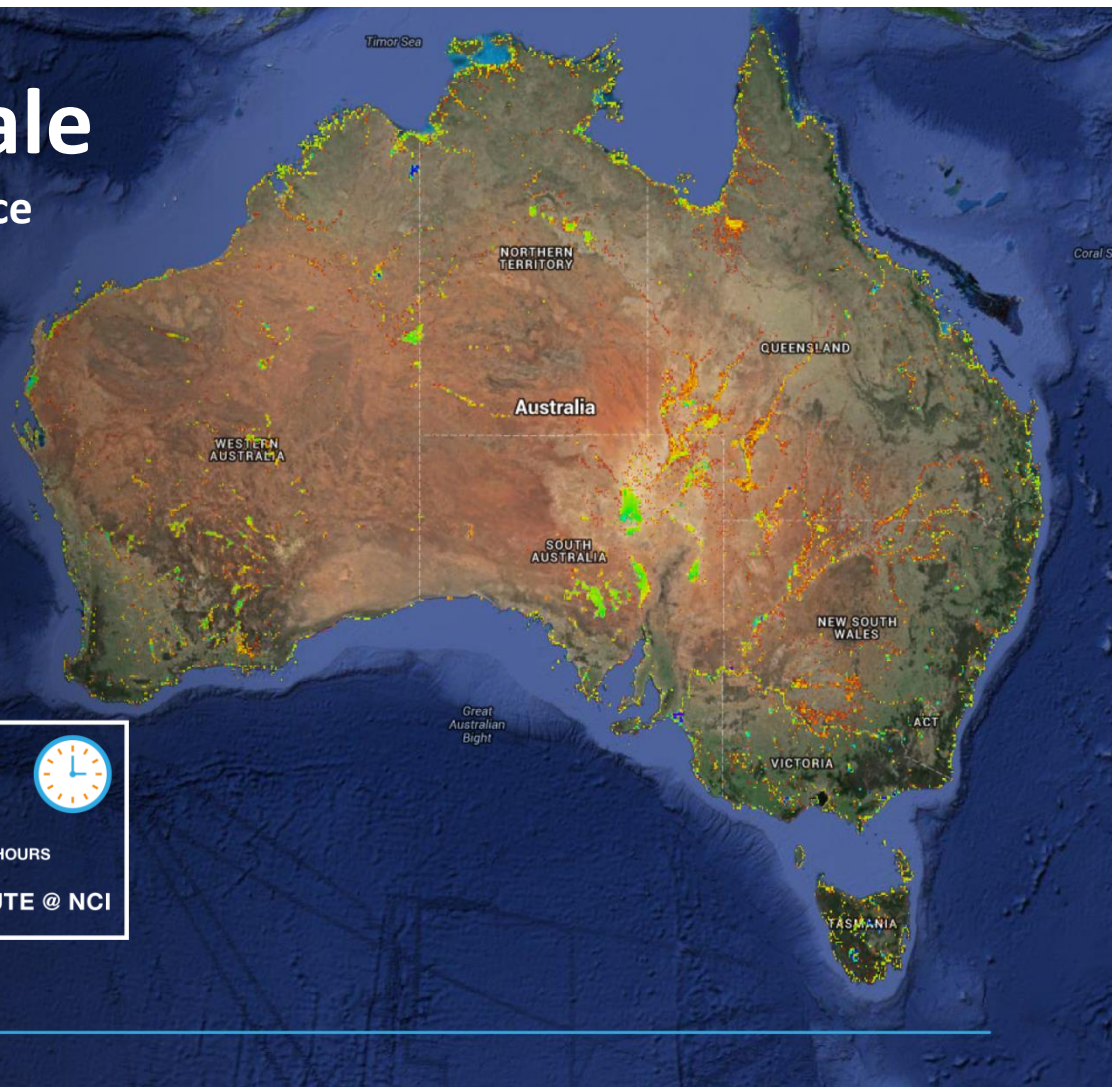 Timor Sea
ale
ce
NORTHERN
TERRITORY
Coral S
QUEENSLAND
Australia
WESTERN
AUSTRALIA
SOUTH
AUSTRALIA
NEW SOUTH
WALES
Great
Australian
Bight
ACT
VICTORIA
HOURS
UTE @ NCI
TASMANIA